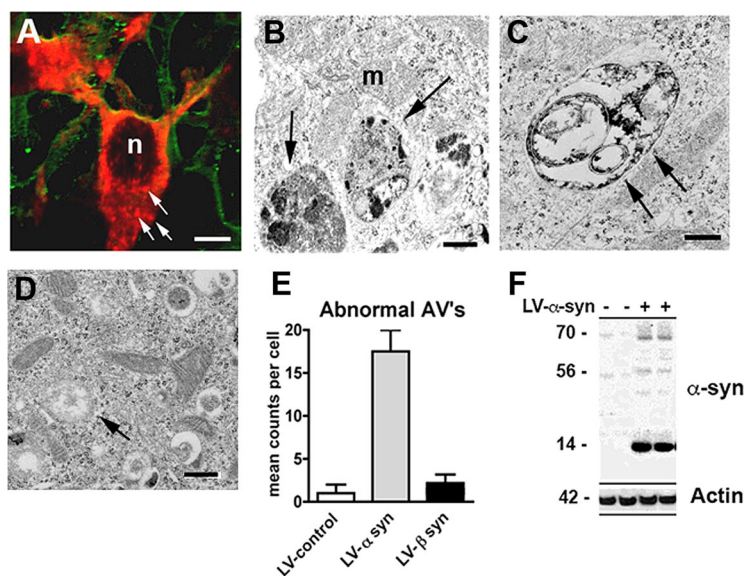 A
n
B
m
C
D
E
Abnormal AV's
mean counts per cell
20
15
10
5
0
LV-control
LV-α syn
LV-β syn
F
LV-α-syn - - + +
70 -
56 -
14 -
α-syn
42 -
Actin